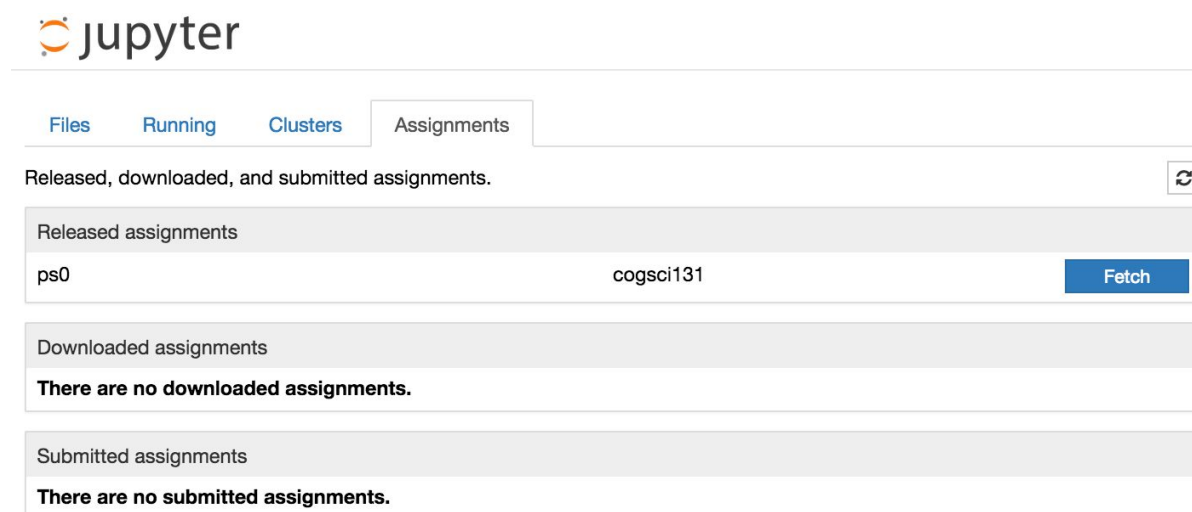 jupyter
Files Running Clusters Assignments
Released, downloaded, and submitted assignments.
Released assignments
ps0 cogsci131 Fetch
Downloaded assignments
There are no downloaded assignments.
Submitted assignments
There are no submitted assignments.